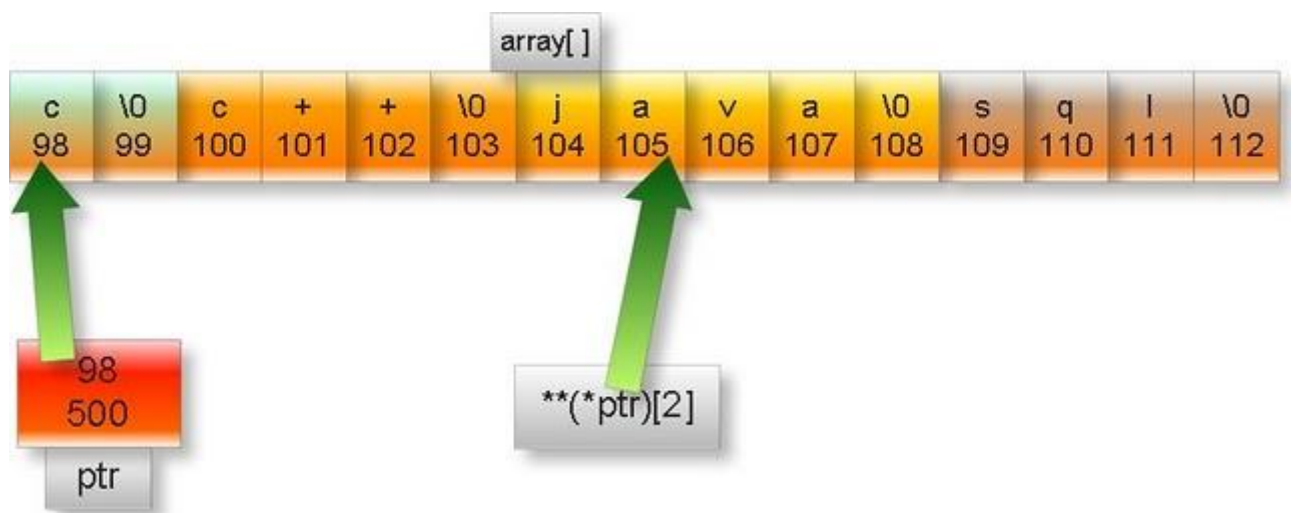 array[ ]
c \0 c + + \0 j a v a \0 s q l \0
98 99 100 101 102 103 104 105 106 107 108 109 110 111 112
98
500
**(*ptr)[2]
ptr